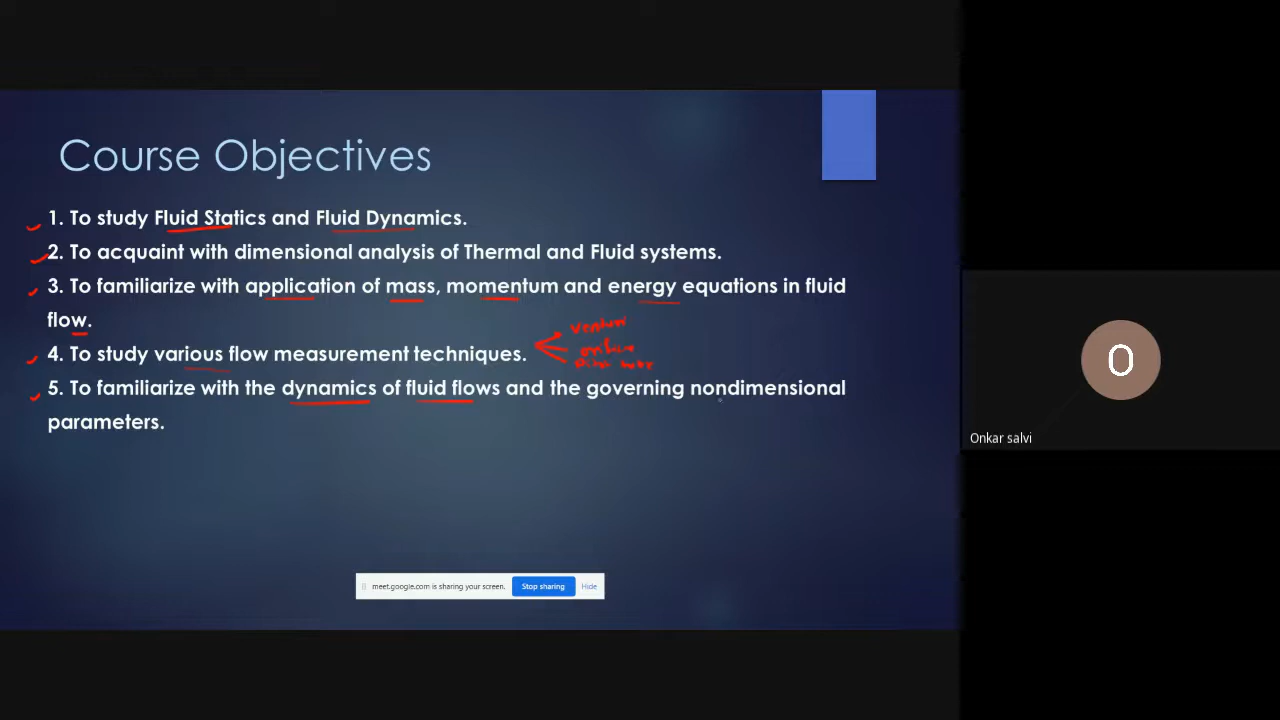 Course Objectives
1. To study Fluid Statics and Fluid Dynamics.
2. To acquaint with dimensional analysis of Thermal and Fluid systems.
3. To familiarize with application of mass, momentum and energy equations in fluid
flow.
4. To study various flow measurement techniques.
5. To familiarize with the dynamics of fluid flows and the governing nondimensional
parameters.
meet.google.com is sharing your screen. Stop sharing Hide
O
Onkar salvi